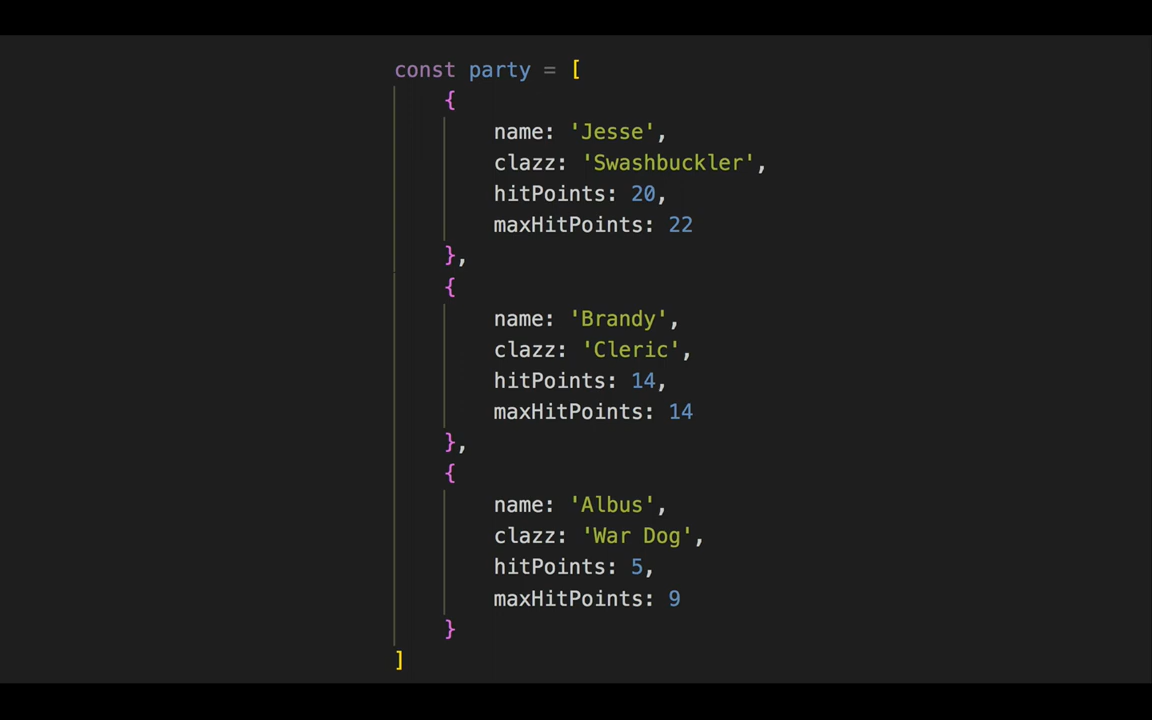 const party = [
    {
        name: 'Jesse',
        clazz: 'Swashbuckler',
        hitPoints: 20,
        maxHitPoints: 22
    },
    {
        name: 'Brandy',
        clazz: 'Cleric',
        hitPoints: 14,
        maxHitPoints: 14
    },
    {
        name: 'Albus',
        clazz: 'War Dog',
        hitPoints: 5,
        maxHitPoints: 9
    }
]